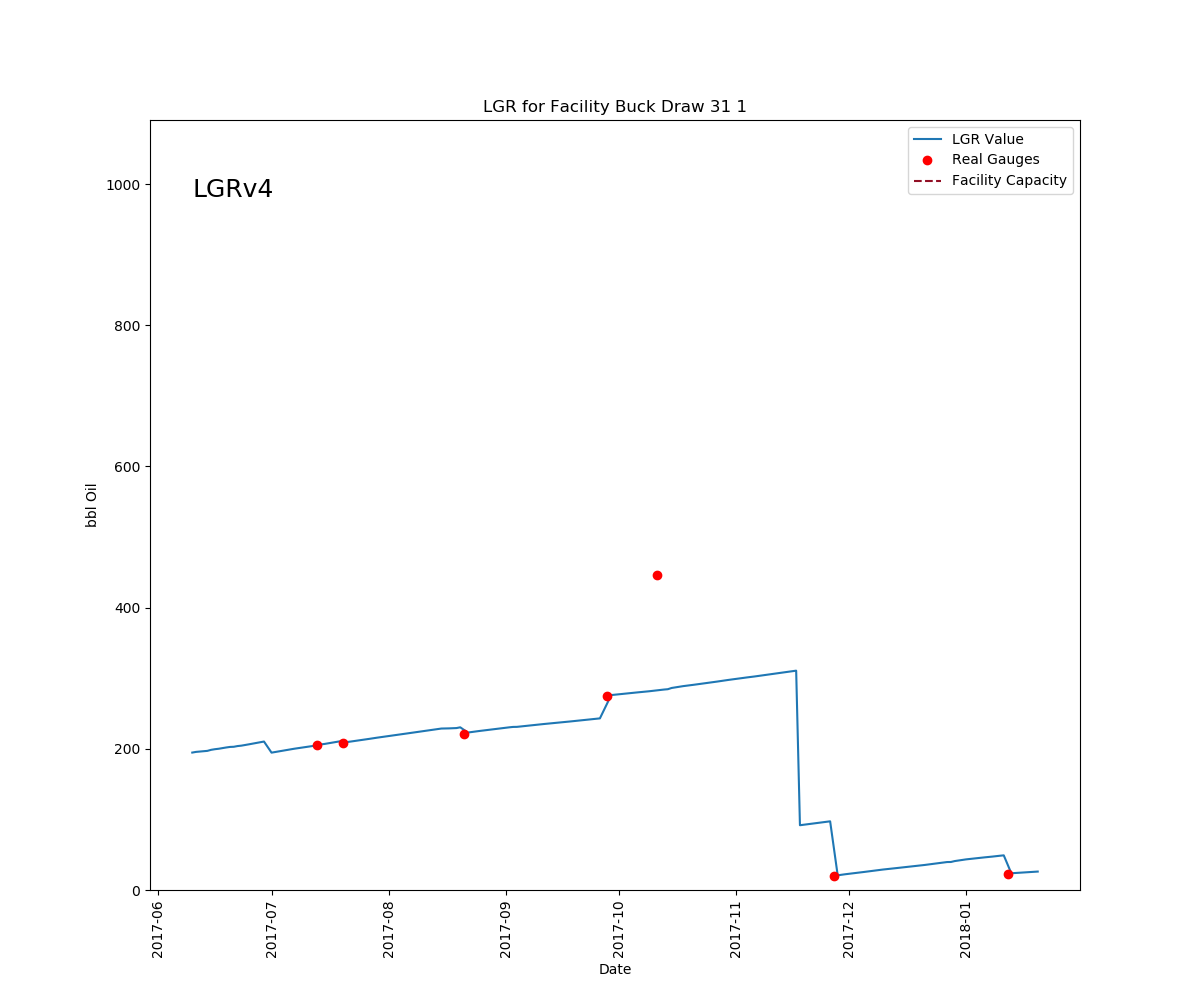 LGR for Facility Buck Draw 31 1
LGRv4
LGR Value
Real Gauges
Facility Capacity
1000
800
600
400
200
0
bbl Oil
2017-06
2017-07
2017-08
2017-09
2017-10
2017-11
2017-12
2018-01
Date